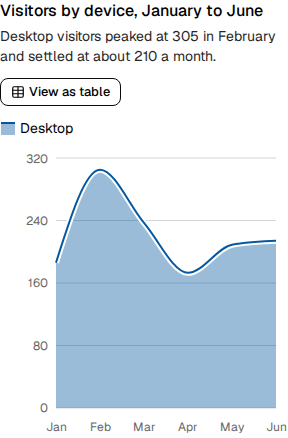 Visitors by device, January to June
Desktop visitors peaked at 305 in February
and settled at about 210 a month.
View as table
Desktop
320
240
160
80
0
Jan Feb Mar Apr May Jun